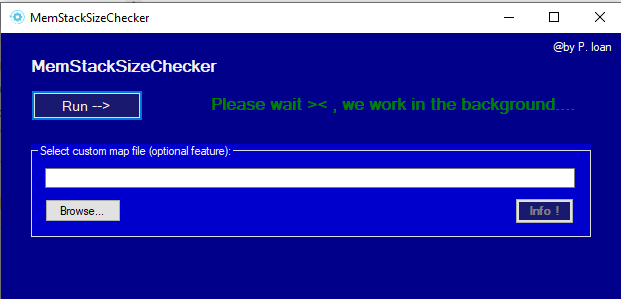 MemStackSizeChecker
@by P. Ioan
MemStackSizeChecker
Run -->
Please wait >< , we work in the background....
Select custom map file (optional feature):
Browse...
Info !